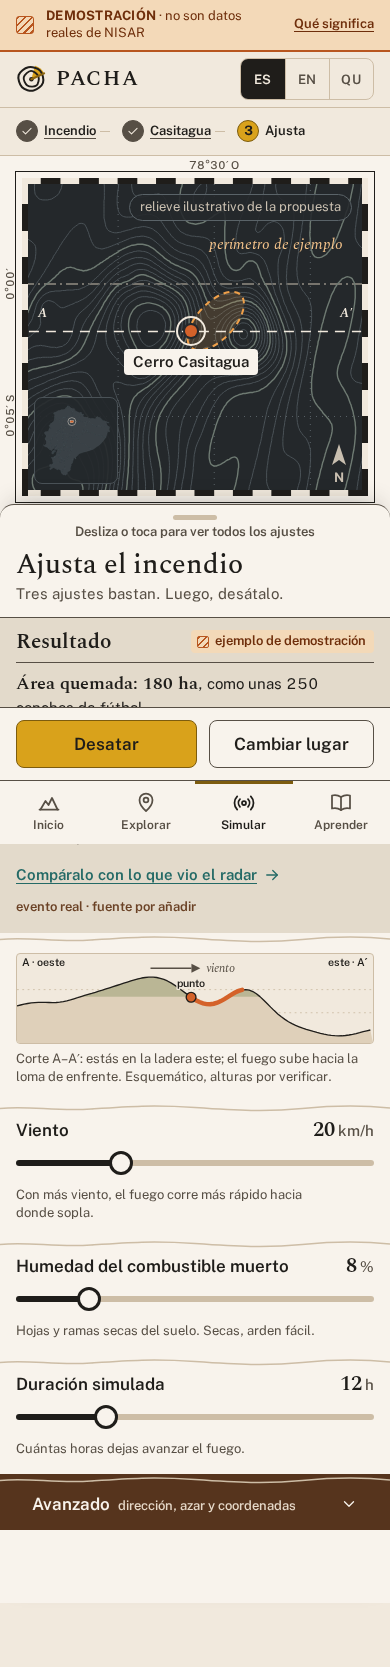 DEMOSTRACIÓN · no son datos
reales de NISAR
Qué significa
PACHA
ES
EN
QU
Incendio
Casitagua
3 Ajusta
78°30′ O
relieve ilustrativo de la propuesta
perímetro de ejemplo
0°00′
A
A′
Cerro Casitagua
0°05′ S
N
Desliza o toca para ver todos los ajustes
Ajusta el incendio
Tres ajustes bastan. Luego, desátalo.
Resultado
ejemplo de demostración
Área quemada: 180 ha, como unas 250
canchas de fútbol
Desatar
Cambiar lugar
Inicio
Explorar
Simular
Aprender
Compáralo con lo que vio el radar →
evento real · fuente por añadir
A · oeste
este · A′
viento
punto
Corte A–A′: estás en la ladera este; el fuego sube hacia la
loma de enfrente. Esquemático, alturas por verificar.
Viento
20 km/h
Con más viento, el fuego corre más rápido hacia
donde sopla.
Humedad del combustible muerto
8 %
Hojas y ramas secas del suelo. Secas, arden fácil.
Duración simulada
12 h
Cuántas horas dejas avanzar el fuego.
Avanzado dirección, azar y coordenadas